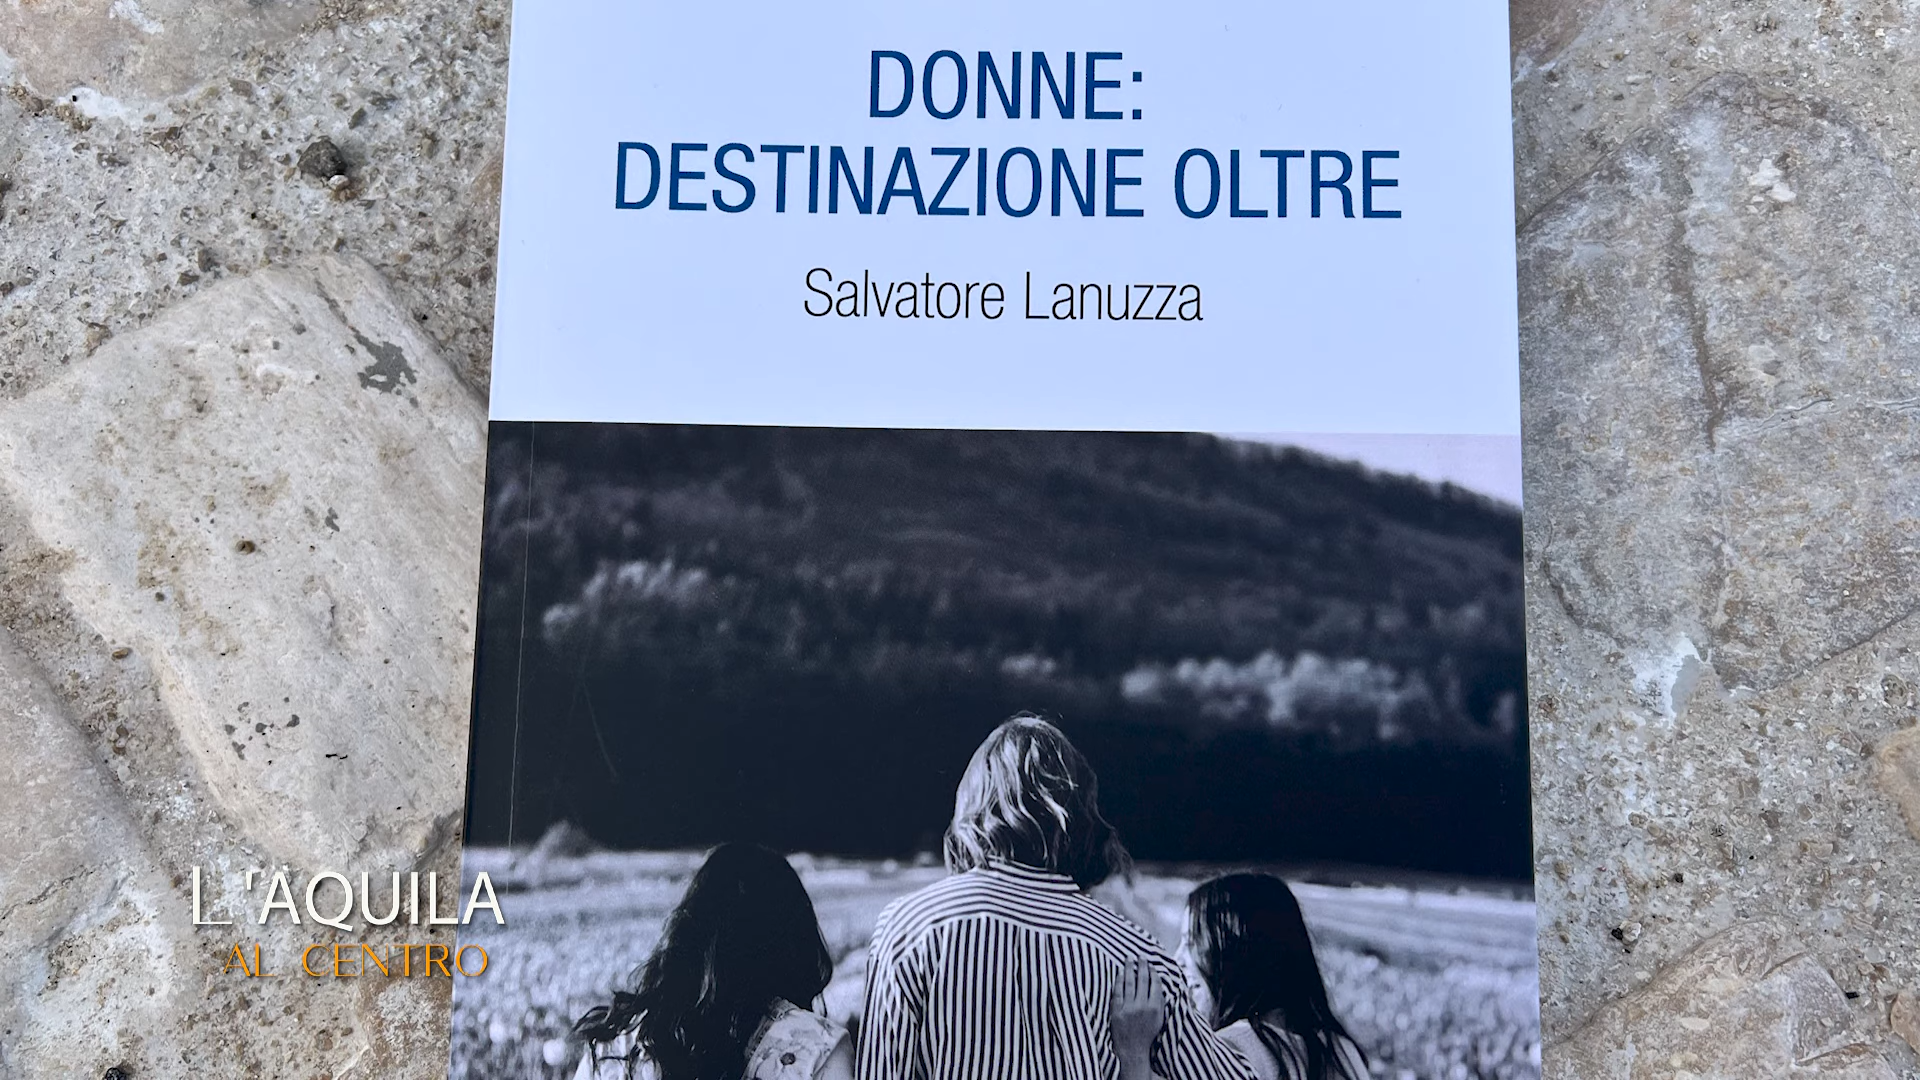 DONNE:
DESTINAZIONE OLTRE
Salvatore Lanuzza
L'AQUILA
AL CENTRO